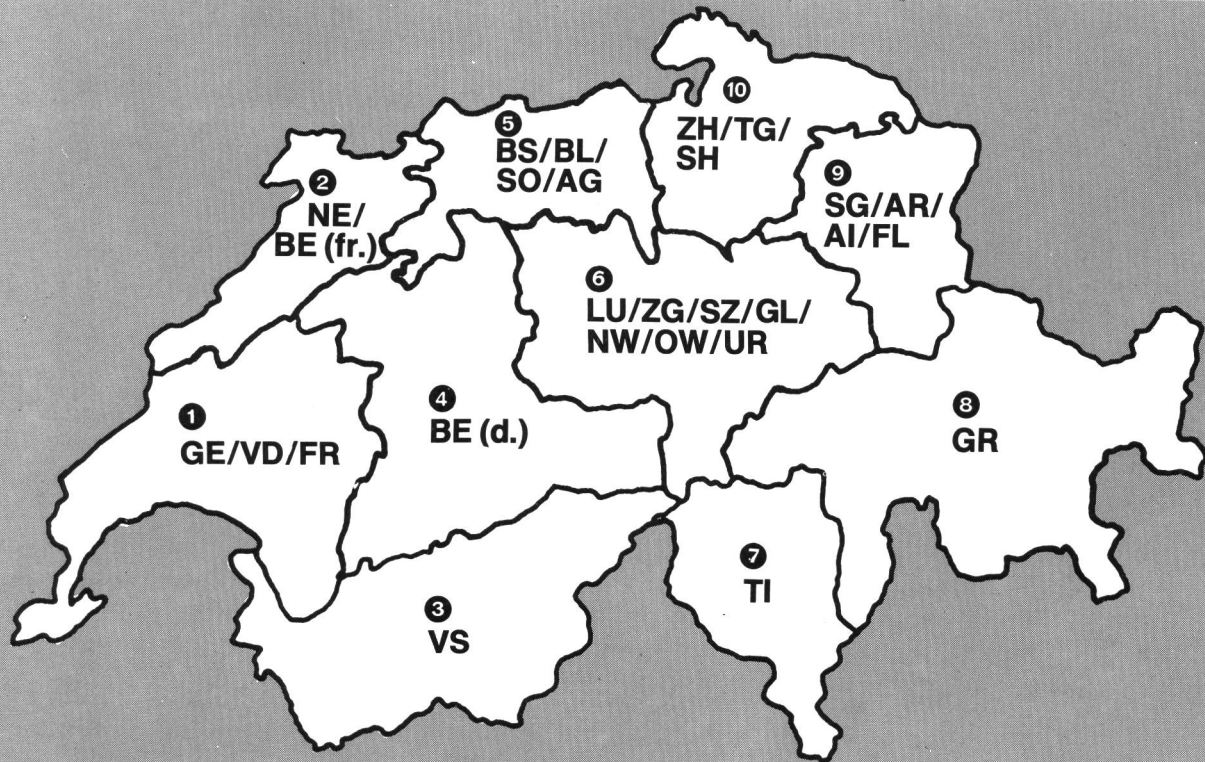 10
ZH/TG/
SH
5
BS/BL/
SO/AG
9
SG/AR/
AI/FL
2
NE/
BE (fr.)
6
LU/ZG/SZ/GL/
NW/OW/UR
8
GR
4
BE (d.)
1
GE/VD/FR
7
TI
3
VS